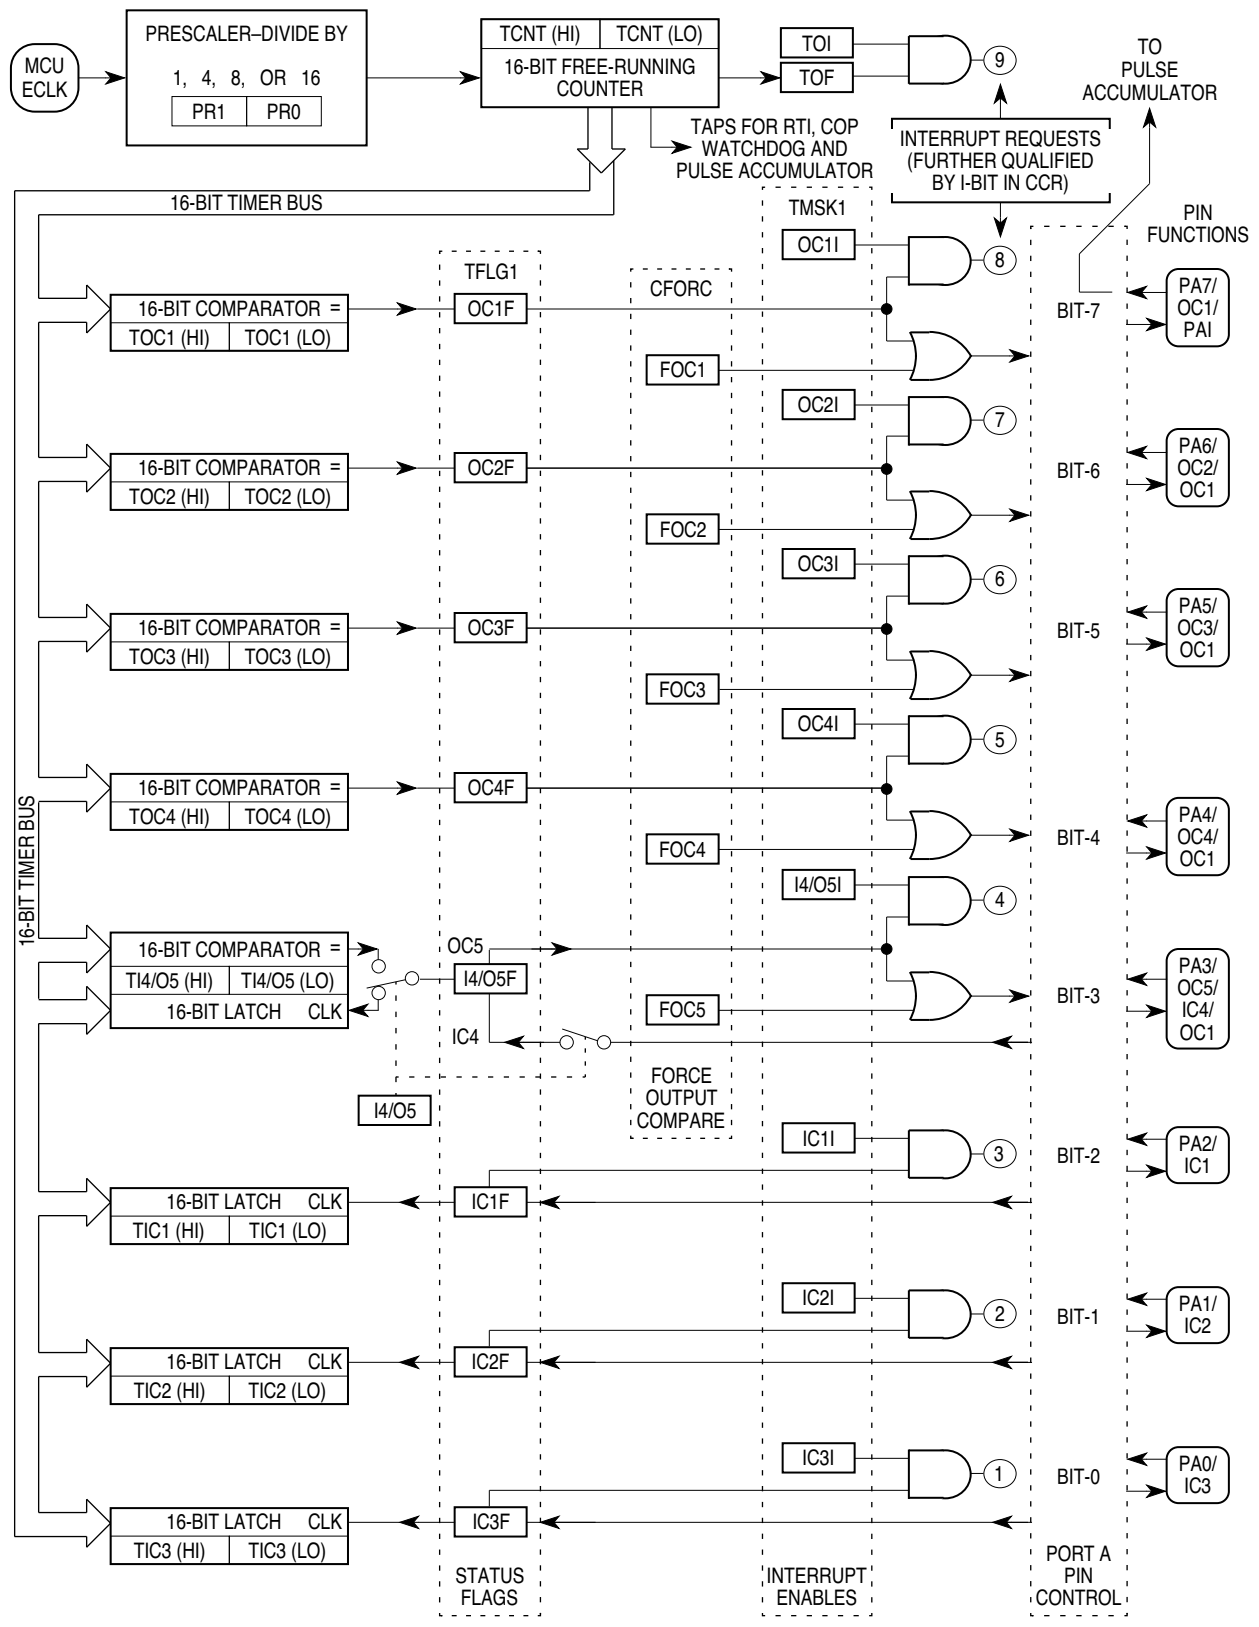 MCU
ECLK
PRESCALER–DIVIDE BY
1, 4, 8, OR 16
PR1 PR0
TCNT (HI) TCNT (LO)
16-BIT FREE-RUNNING
COUNTER
TOI
TOF
9
TO
PULSE
ACCUMULATOR
TAPS FOR RTI, COP
WATCHDOG AND
PULSE ACCUMULATOR
INTERRUPT REQUESTS
(FURTHER QUALIFIED
BY I-BIT IN CCR)
16-BIT TIMER BUS
16-BIT TIMER BUS
TMSK1
PIN
FUNCTIONS
TFLG1
CFORC
OC1I
8
16-BIT COMPARATOR =
TOC1 (HI) TOC1 (LO)
OC1F
FOC1
BIT-7
PA7/
OC1/
PAI
OC2I
7
16-BIT COMPARATOR =
TOC2 (HI) TOC2 (LO)
OC2F
FOC2
BIT-6
PA6/
OC2/
OC1
OC3I
6
16-BIT COMPARATOR =
TOC3 (HI) TOC3 (LO)
OC3F
FOC3
BIT-5
PA5/
OC3/
OC1
OC4I
5
16-BIT COMPARATOR =
TOC4 (HI) TOC4 (LO)
OC4F
FOC4
BIT-4
PA4/
OC4/
OC1
I4/O5I
4
16-BIT COMPARATOR =
TI4/O5 (HI) TI4/O5 (LO)
16-BIT LATCH CLK
OC5
I4/O5F
IC4
FOC5
BIT-3
PA3/
OC5/
IC4/
OC1
I4/O5
FORCE
OUTPUT
COMPARE
IC1I
3
16-BIT LATCH CLK
TIC1 (HI) TIC1 (LO)
IC1F
BIT-2
PA2/
IC1
IC2I
2
16-BIT LATCH CLK
TIC2 (HI) TIC2 (LO)
IC2F
BIT-1
PA1/
IC2
IC3I
1
16-BIT LATCH CLK
TIC3 (HI) TIC3 (LO)
IC3F
BIT-0
PA0/
IC3
STATUS
FLAGS
INTERRUPT
ENABLES
PORT A
PIN
CONTROL